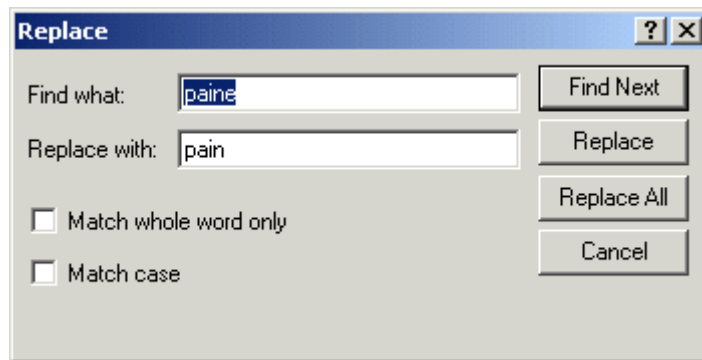 Replace
Find what: paine Find Next
Replace with: pain Replace
Match whole word only Replace All
Match case Cancel